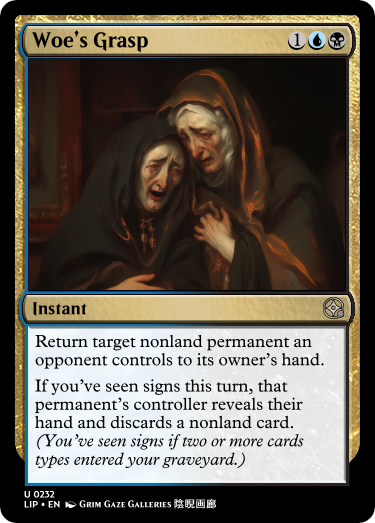 Woe's Grasp 1
Instant
Return target nonland permanent an
opponent controls to its owner's hand.
If you've seen signs this turn, that
permanent's controller reveals their
hand and discards a nonland card.
(You've seen signs if two or more cards
types entered your graveyard.)
U 0232
LIP • EN Grim Gaze Galleries 陰睨画廊